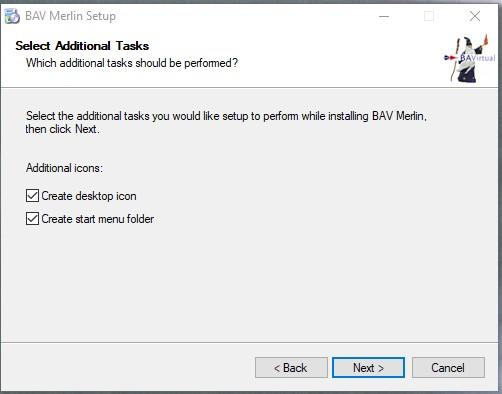 BAV Merlin Setup
Select Additional Tasks
Which additional tasks should be performed?
BAVirtual
Select the additional tasks you would like setup to perform while installing BAV Merlin,
then click Next.
Additional icons:
Create desktop icon
Create start menu folder
< Back
Next >
Cancel